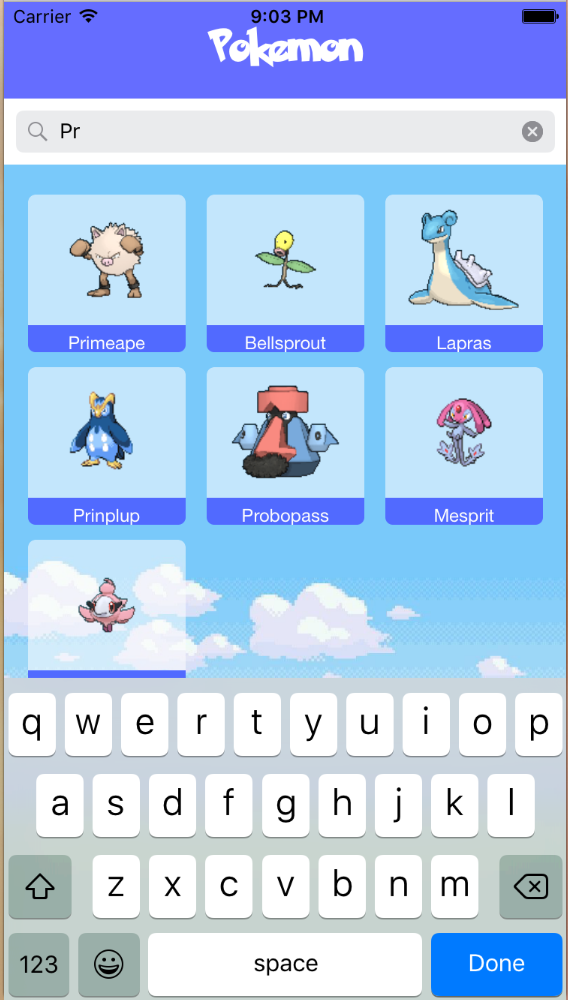 Carrier 9:03 PM
Pokemon
Pr
Primeape Bellsprout Lapras
Prinplup Probopass Mesprit
q w e r t y u i o p
a s d f g h j k l
z x c v b n m
123 space Done